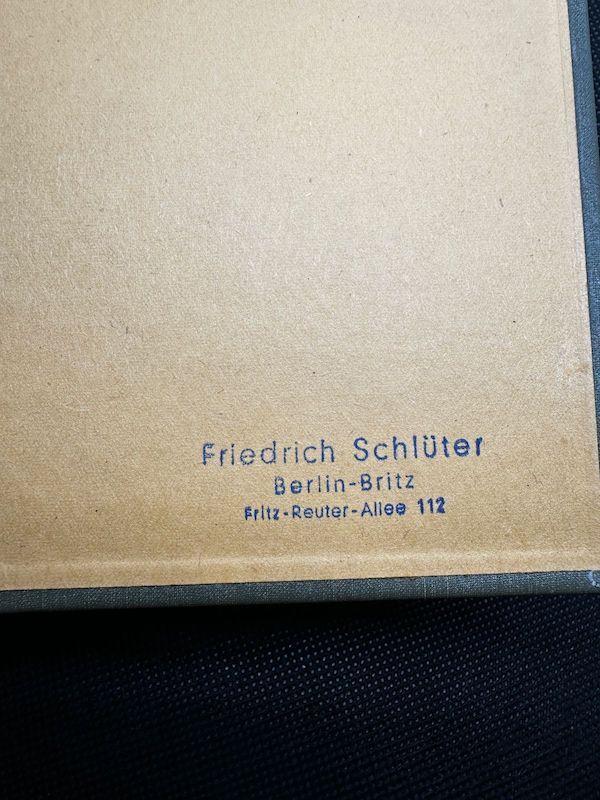 Friedrich Schlüter
Berlin-Britz
Fritz-Reuter-Allee 112